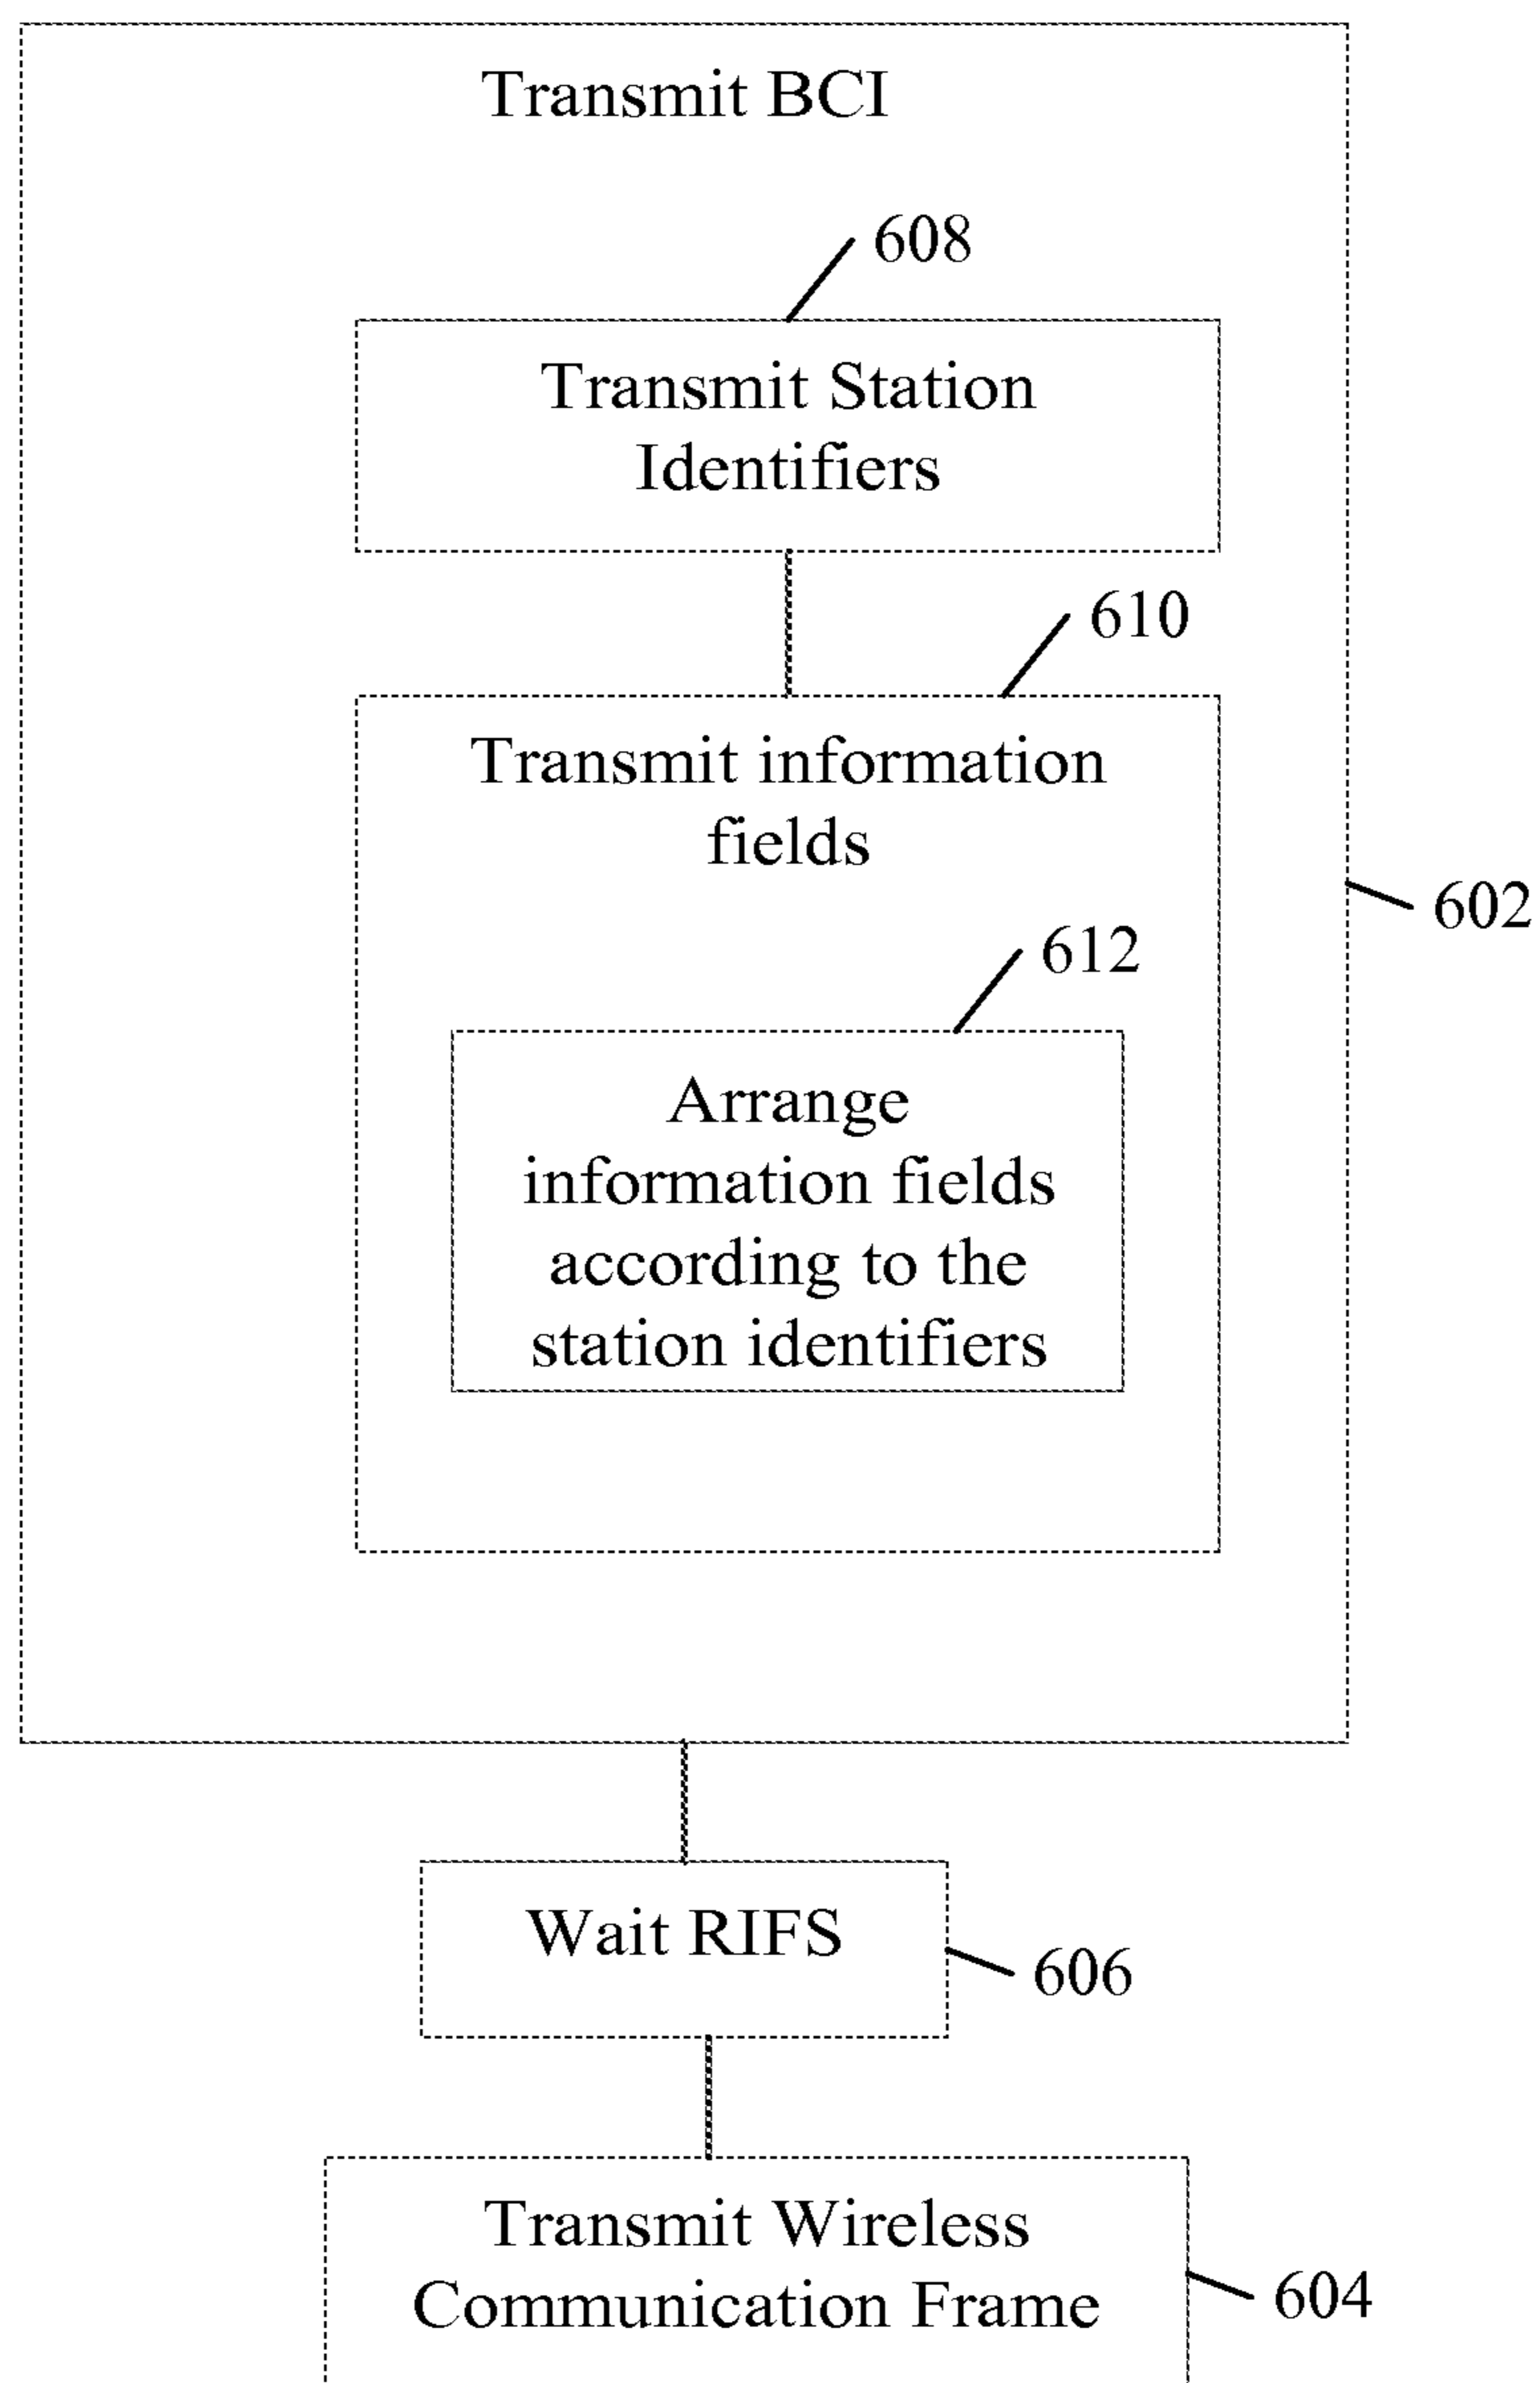 Transmit BCI
608
Transmit Station
Identifiers
610
Transmit information
fields
602
612
Arrange
information fields
according to the
station identifiers
Wait RIFS
606
Transmit Wireless
Communication Frame
604